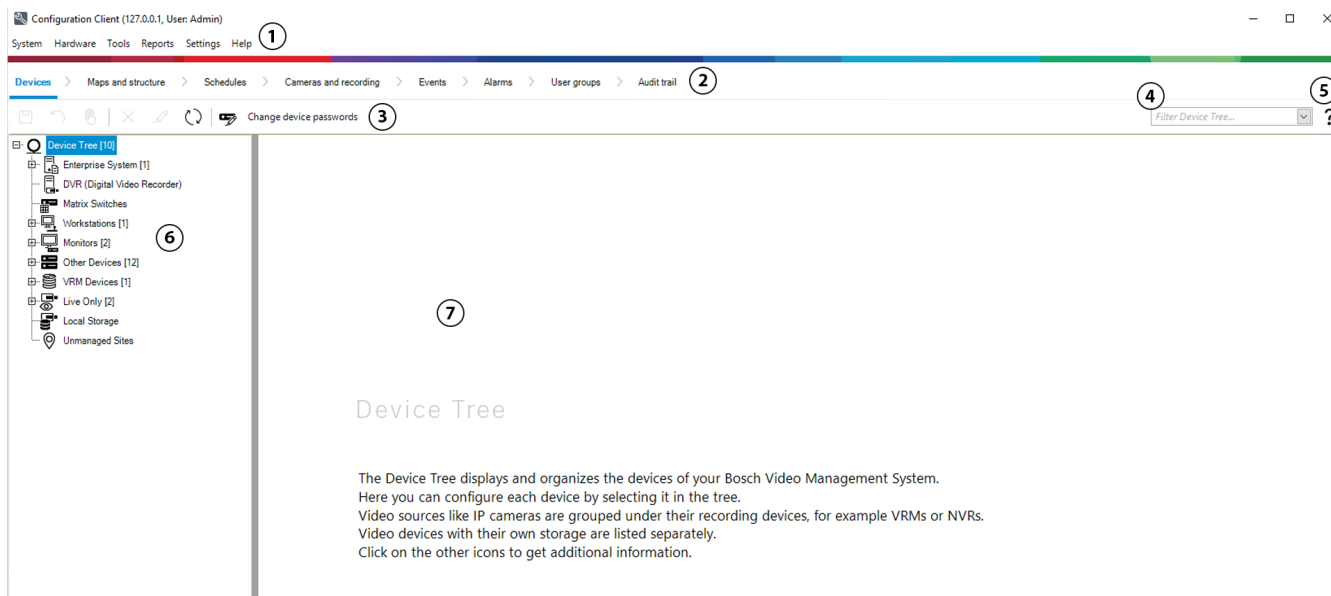 Configuration Client (127.0.0.1, User: Admin)
System Hardware Tools Reports Settings Help 1
Devices > Maps and structure > Schedules > Cameras and recording > Events > Alarms > User groups > Audit trail 2
Change device passwords 3
4
Filter Device Tree...
5
?
Device Tree [10]
Enterprise System [1]
DVR (Digital Video Recorder)
Matrix Switches
Workstations [1]
6
Monitors [2]
Other Devices [12]
VRM Devices [1]
Live Only [2]
Local Storage
Unmanaged Sites
7
Device Tree
The Device Tree displays and organizes the devices of your Bosch Video Management System.
Here you can configure each device by selecting it in the tree.
Video sources like IP cameras are grouped under their recording devices, for example VRMs or NVRs.
Video devices with their own storage are listed separately.
Click on the other icons to get additional information.